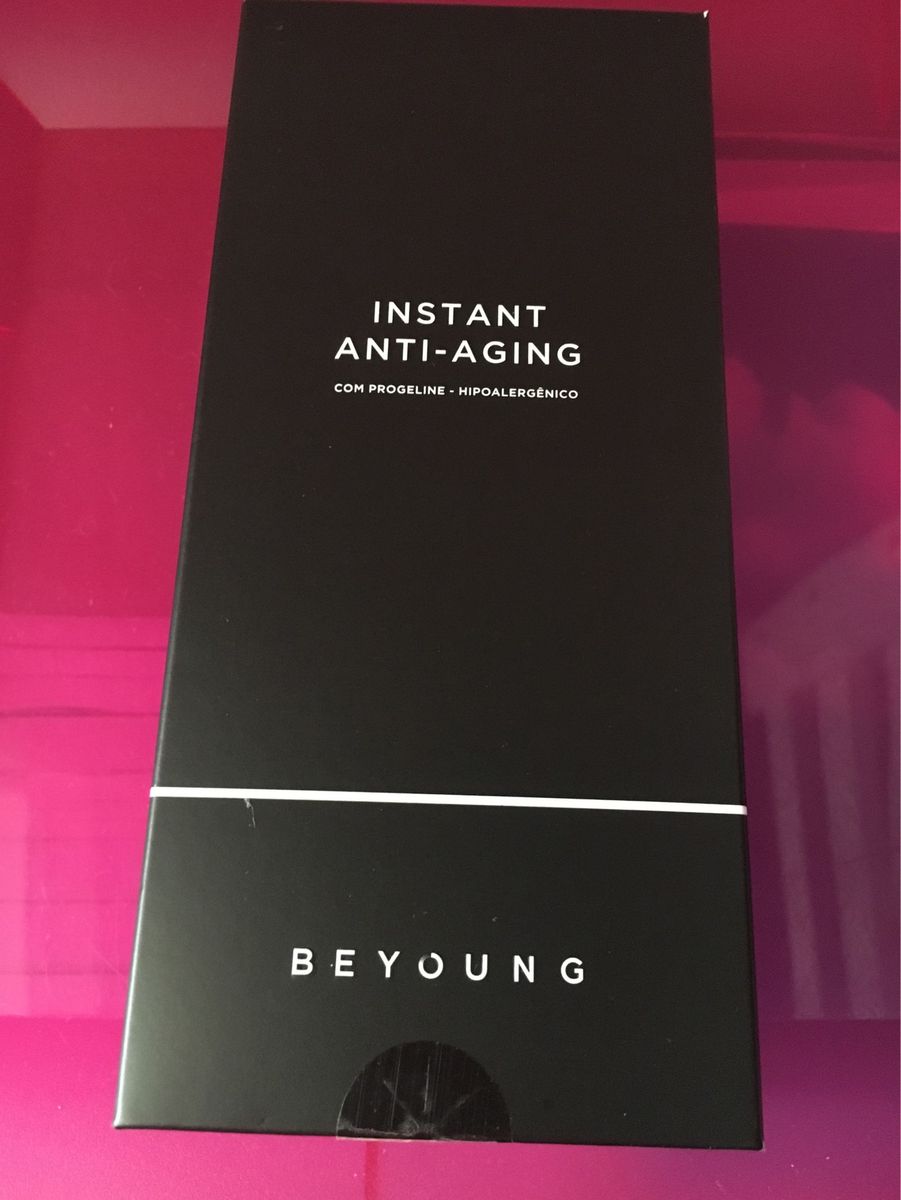 INSTANT
ANTI-AGING
COM PROGELINE - HIPOALERGÊNICO
BEYOUNG